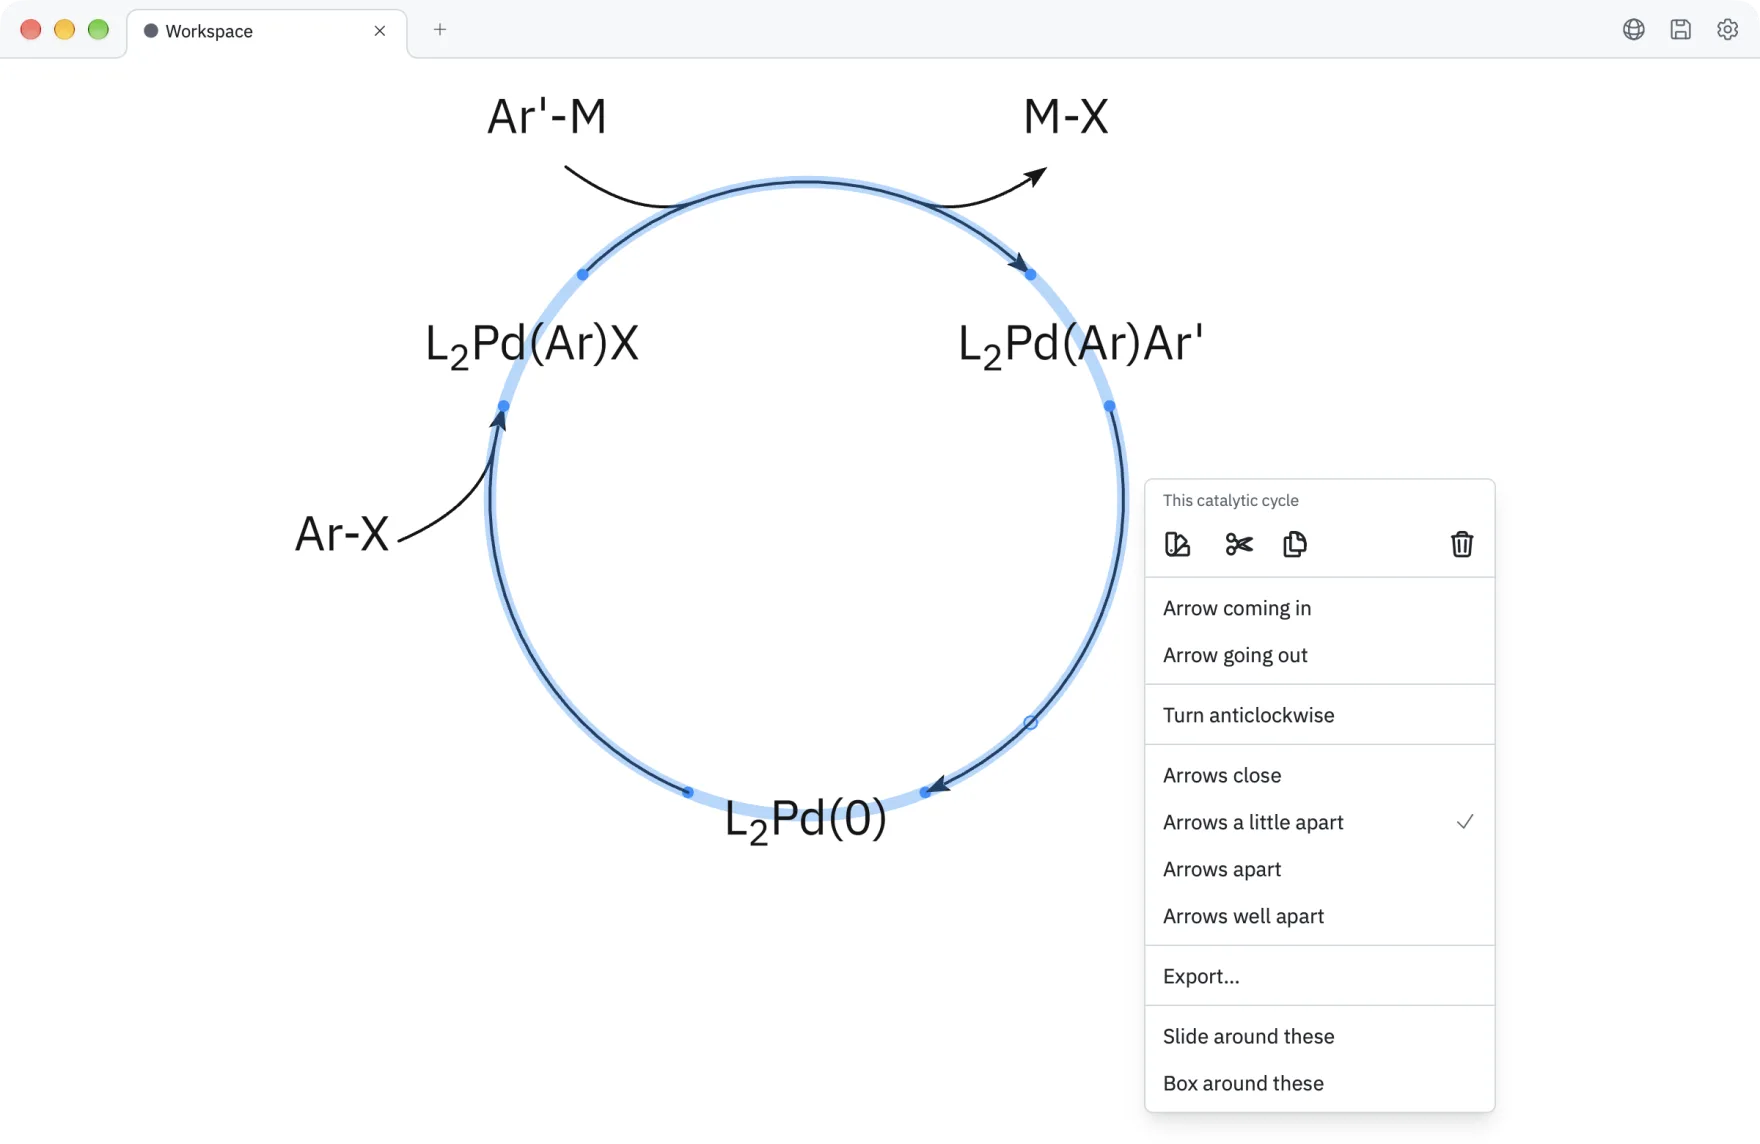 Workspace
Ar'-M
M-X
L₂Pd(Ar)X
L₂Pd(Ar)Ar'
Ar-X
L₂Pd(0)
This catalytic cycle
Arrow coming in
Arrow going out
Turn anticlockwise
Arrows close
Arrows a little apart
Arrows apart
Arrows well apart
Export...
Slide around these
Box around these